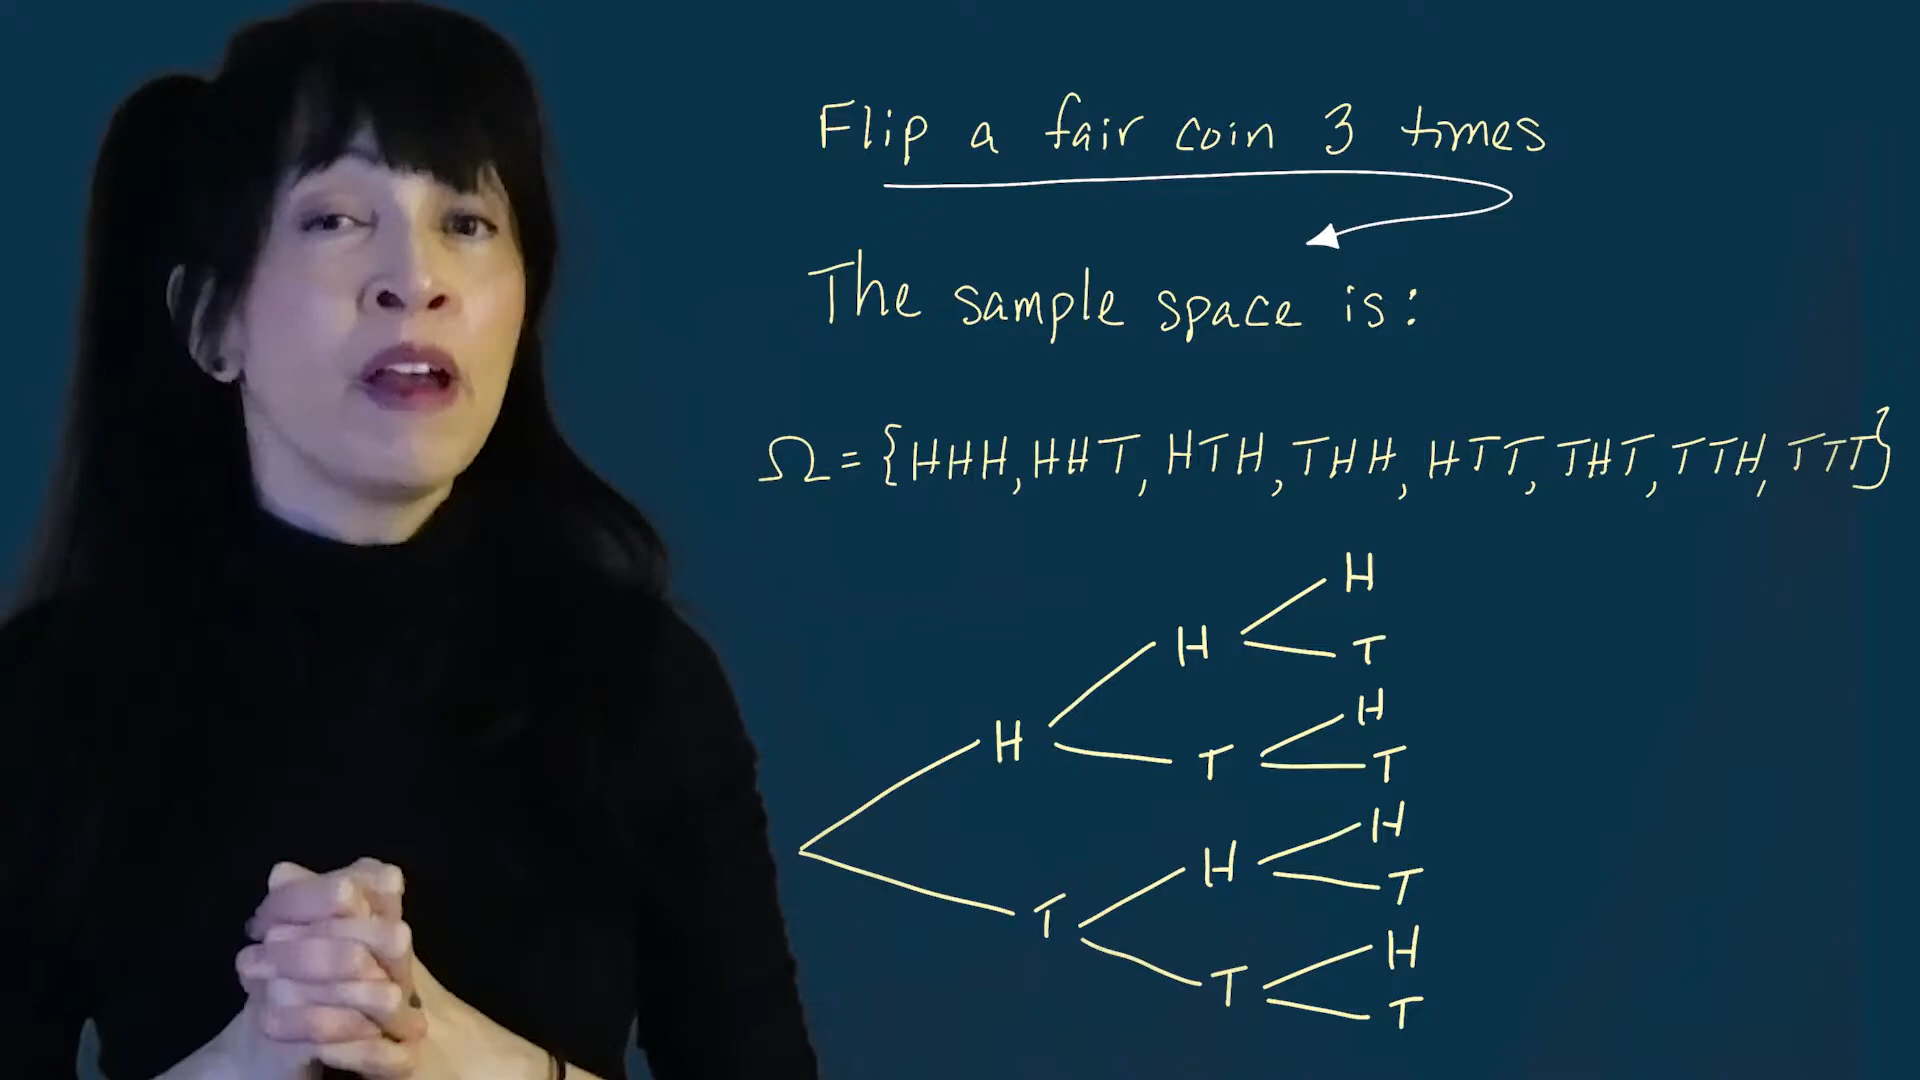 Flip a fair coin 3 times
The sample space is:
Ω = {HHH, HHT, HTH, THH, HTT, THT, TTH, TTT}
H
H
T
H
H
T
H
T
H
H
T
T
H
T